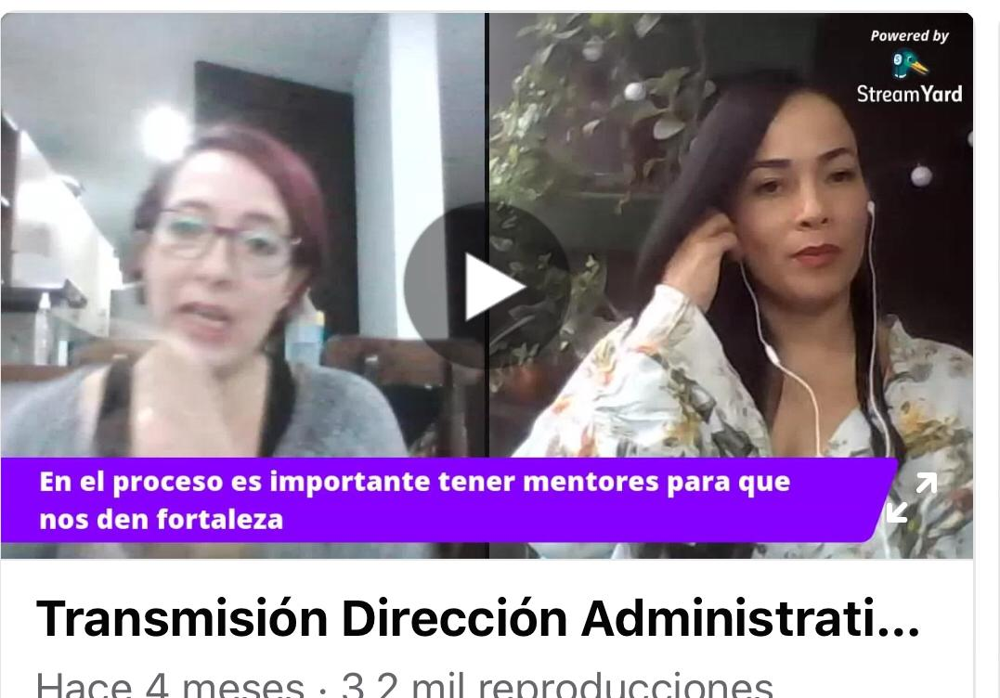 Powered by
StreamYard
En el proceso es importante tener mentores para que
nos den fortaleza
Transmisión Dirección Administrati...
Hace 4 meses · 3,2 mil reproducciones